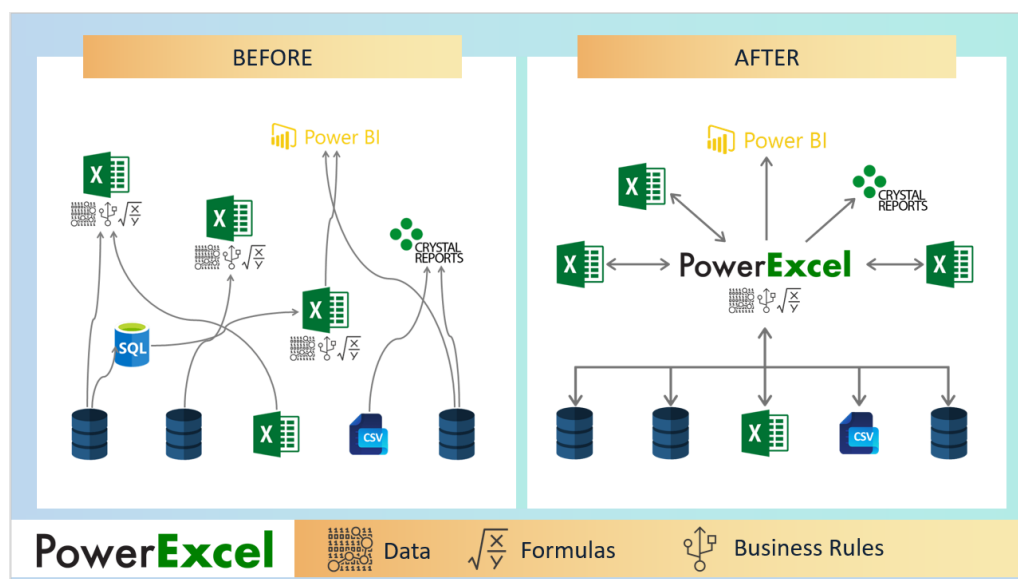 BEFORE
AFTER
Power BI
X
X
CRYSTAL
REPORTS
X
SQL
X
CSV
X
Y
X
Y
X
Y
Power BI
X
CRYSTAL
REPORTS
X
PowerExcel
X
X
Y
X
CSV
PowerExcel
Data
X
Y
Formulas
Business Rules